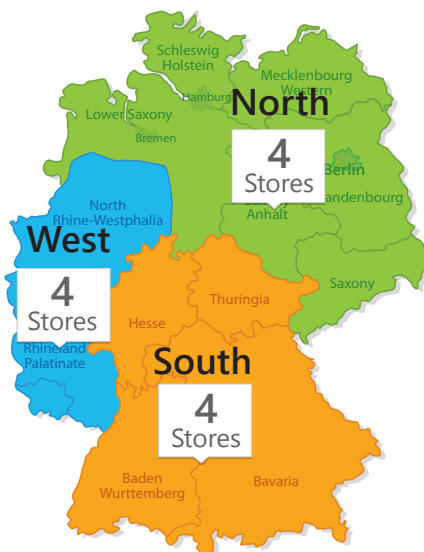 Schleswig
Holstein
Mecklenbourg
Western
Hamburg
North
Lower Saxony
Bremen
4
Stores
Berlin
Anhalt
Saxony
North
Rhine-Westphalia
West
4
Stores
Rhineland
Palatinate
Thuringia
Hesse
South
4
Stores
Baden
Wurttemberg
Bavaria